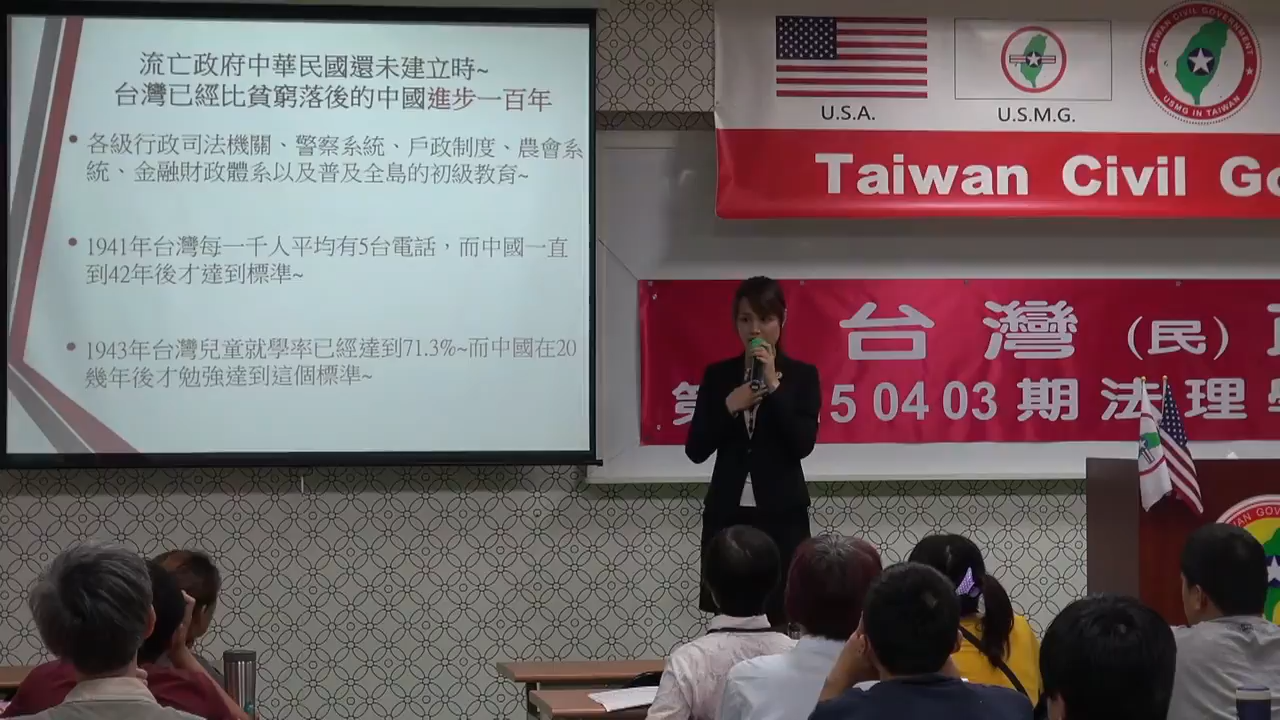 流亡政府中華民國還未建立時~
台灣已經比貧窮落後的中國進步一百年
• 各級行政司法機關、警察系統、戶政制度、農會系
統、金融財政體系以及普及全島的初級教育~
• 1941年台灣每一千人平均有5台電話，而中國一直
到42年後才達到標準~
• 1943年台灣兒童就學率已經達到71.3%~而中國在20
幾年後才勉強達到這個標準~
U.S.A.
U.S.M.G.
TAIWAN CIVIL GOVERNMENT
USMG IN TAIWAN
Taiwan Civil
台灣（民）
第
5 04 03 期法理